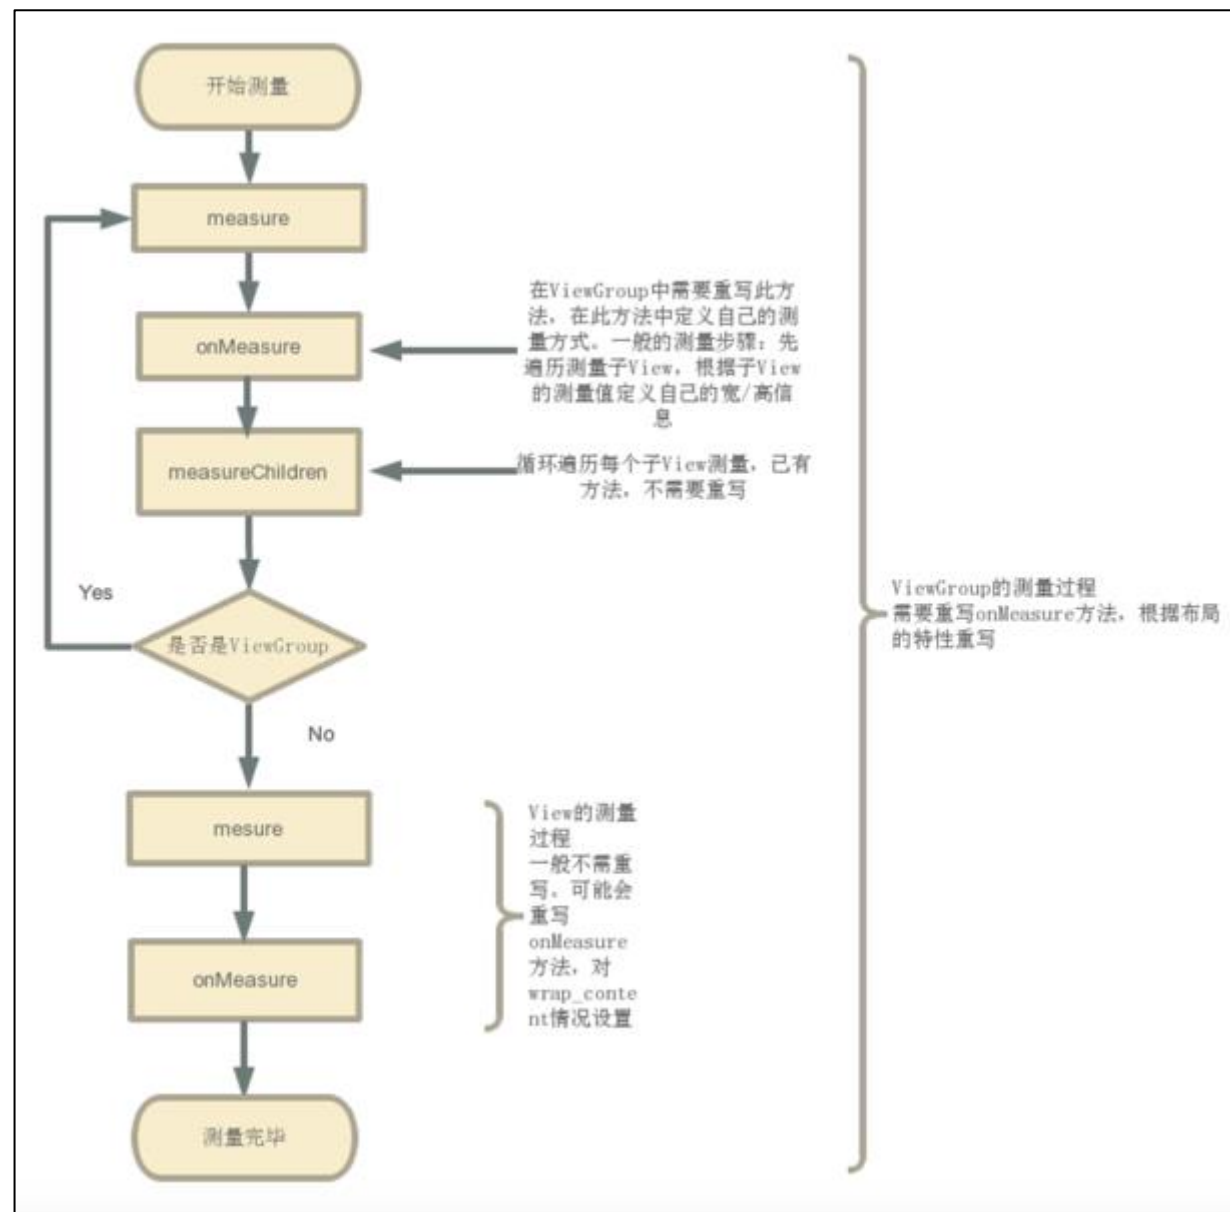 开始测量
measure
onMeasure
在ViewGroup中需要重写此方
法，在此方法中定义自己的测
量方式。一般的测量步骤：先
遍历测量子View，根据子View
的测量值定义自己的宽/高信
息
measureChildren
循环遍历每个子View测量，已有
方法，不需要重写
Yes
是否是ViewGroup
No
ViewGroup的测量过程
需要重写onMeasure方法，根据布局
的特性重写
mesure
onMeasure
View的测量
过程
一般不需重
写。可能会
重写
onMeasure
方法，对
wrap_conte
nt情况设置
测量完毕